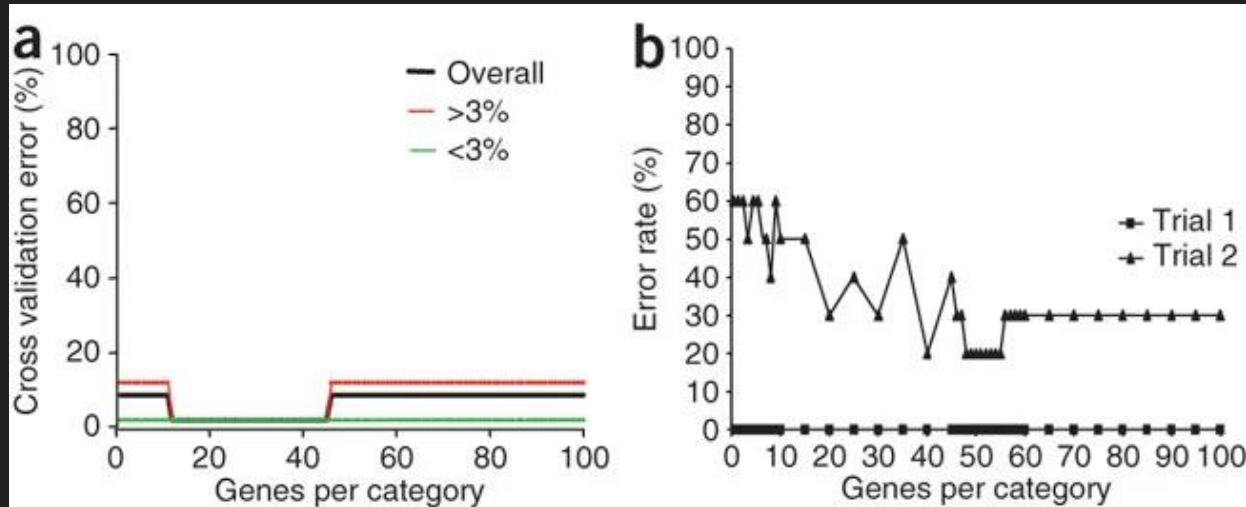 a
Cross validation error (%)
100
80
60
40
20
0
Overall
>3%
<3%
0 20 40 60 80 100
Genes per category
b
Error rate (%)
100
90
80
70
60
50
40
30
20
10
0
Trial 1
Trial 2
0 10 20 30 40 50 60 70 80 90 100
Genes per category